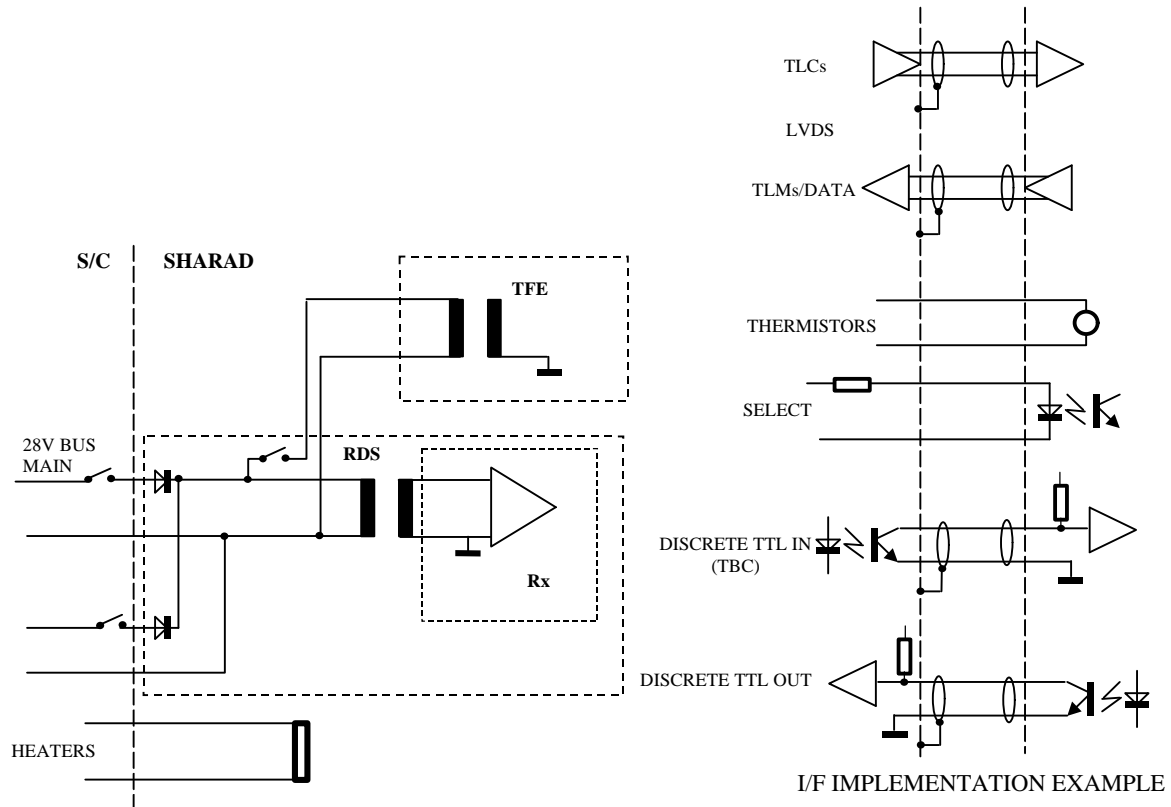 S/C
SHARAD
TFE
28V BUS
MAIN
RDS
Rx
HEATERS
TLCs
LVDS
TLMs/DATA
THERMISTORS
SELECT
DISCRETE TTL IN
(TBC)
DISCRETE TTL OUT
I/F IMPLEMENTATION EXAMPLE